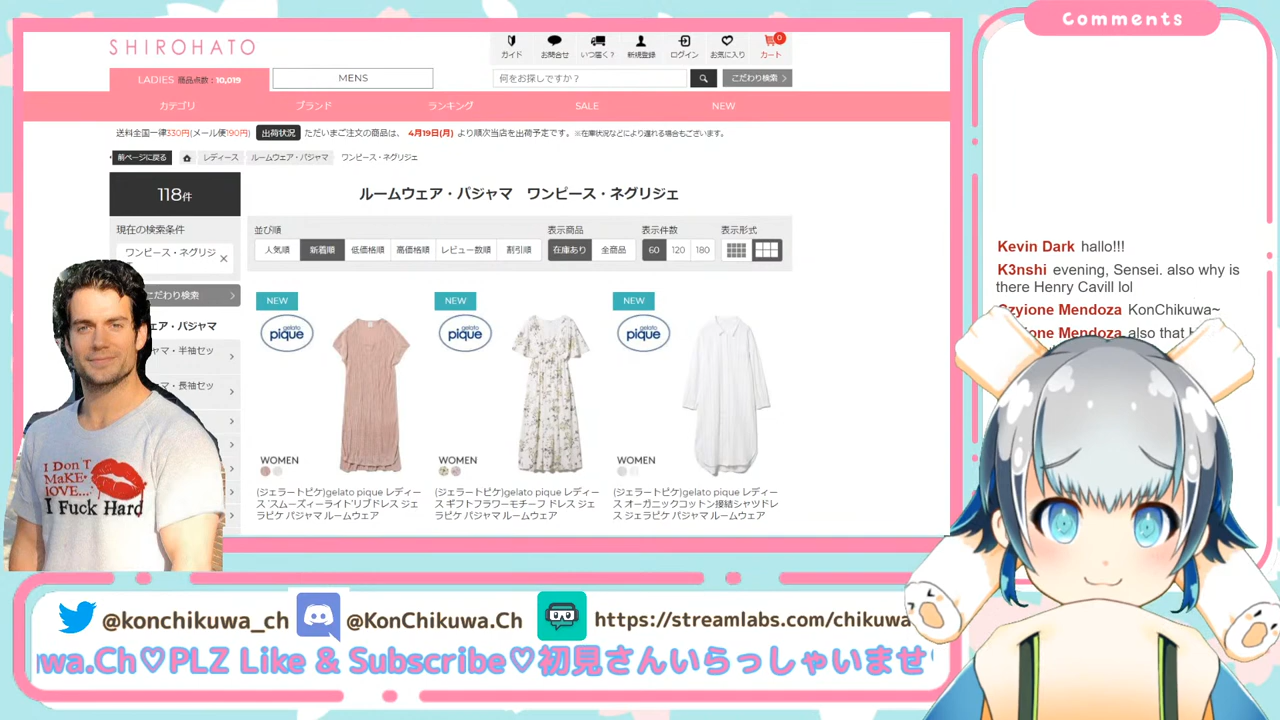 SHIROHATO
ガイド
お問合せ
いつ届く？
新規登録
ログイン
お気に入り
カート
0
LADIES 商品点数：10,019
MENS
何をお探しですか？
こだわり検索
カテゴリ
ブランド
ランキング
SALE
NEW
送料全国一律330円(メール便190円) 出荷状況 ただいまご注文の商品は、 4月19日(月) より順次当店を出荷予定です。※在庫状況などにより遅れる場合もございます。
前ページに戻る
レディース
ルームウェア・パジャマ
ワンピース・ネグリジェ
118件
現在の検索条件
ワンピース・ネグリジ
こだわり検索
ェア・パジャマ
ャマ・半袖セッ
ャマ・長袖セッ
ルームウェア・パジャマ　ワンピース・ネグリジェ
並び順
人気順
新着順
低価格順
高価格順
レビュー数順
割引順
表示商品
在庫あり
全商品
表示件数
60
120
180
表示形式
NEW
gelato
pique
WOMEN
(ジェラートピケ)gelato pique レディー
ス 'スムーズィーライト'リブドレス ジェ
ラピケ パジャマ ルームウェア
NEW
gelato
pique
WOMEN
(ジェラートピケ)gelato pique レディー
ス ギフトフラワーモチーフ ドレス ジェ
ラピケ パジャマ ルームウェア
NEW
gelato
pique
WOMEN
(ジェラートピケ)gelato pique レディー
ス オーガニックコットン接結シャツドレ
ス ジェラピケ パジャマ ルームウェア
I DON'T
MAKE
LOVE...
I Fuck Hard
Comments
Kevin Dark hallo!!!
K3nshi evening, Sensei. also why is
there Henry Cavill lol
zyione Mendoza KonChikuwa~
ione Mendoza also that
@konchikuwa_ch
@KonChikuwa.Ch
https://streamlabs.com/chikuwa
wa.Ch♡PLZ Like & Subscribe♡初見さんいらっしゃいませ